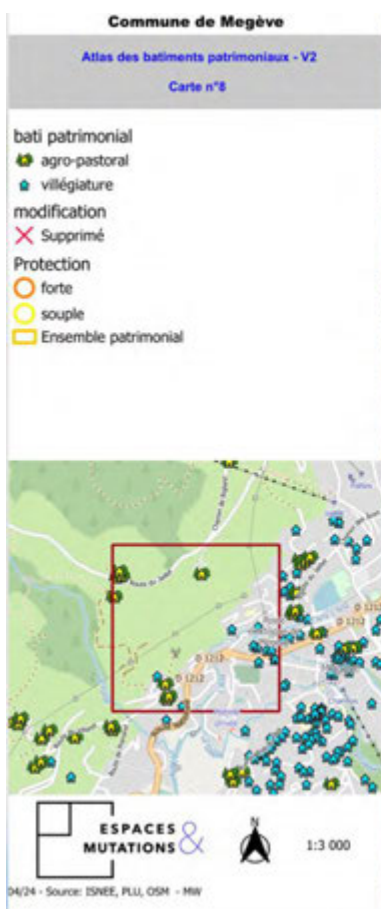 Commune de Megève
Atlas des batiments patrimoniaux - V2
Carte n°8
bati patrimonial
agro-pastoral
villégiature
modification
Supprimé
Protection
forte
souple
Ensemble patrimonial
D 1212
D 1212
D 1212
ESPACES
MUTATIONS &
N
1:3 000
04/24 - Source: ISNEE, PLU, OSM - MW